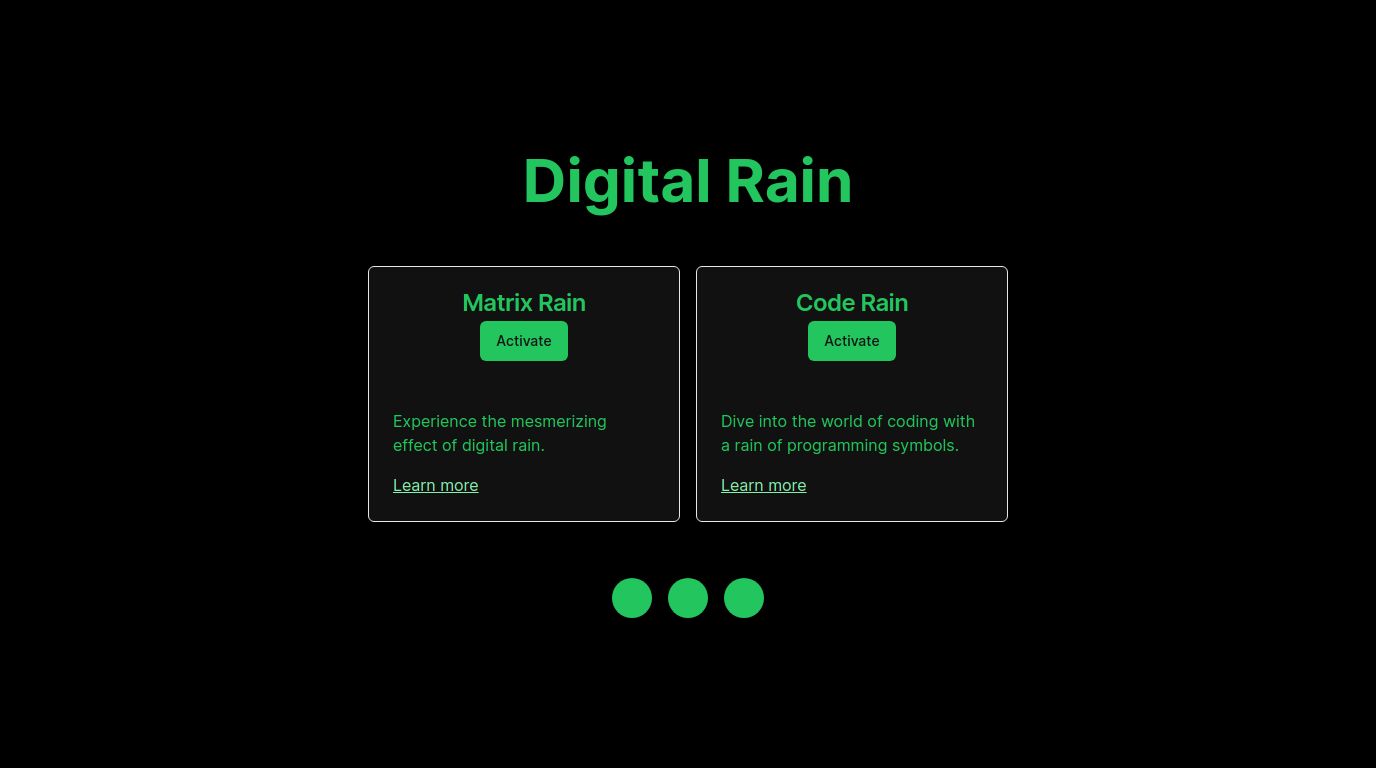 Digital Rain
Matrix Rain
Activate
Experience the mesmerizing
effect of digital rain.
Learn more
Code Rain
Activate
Dive into the world of coding with
a rain of programming symbols.
Learn more